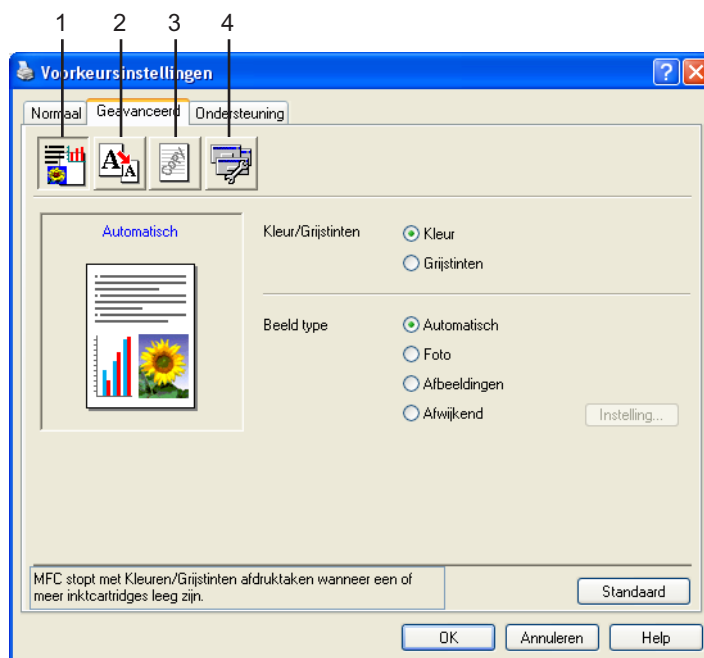 1 2 3 4
Voorkeursinstellingen
Normaal Geavanceerd Ondersteuning
A A COPY
Automatisch
Kleur/Grijstinten
Kleur
Grijstinten
Beeld type
Automatisch
Foto
Afbeeldingen
Afwijkend
Instelling...
MFC stopt met Kleuren/Grijstinten afdruktaken wanneer een of
meer inktcartridges leeg zijn.
Standaard
OK Annuleren Help